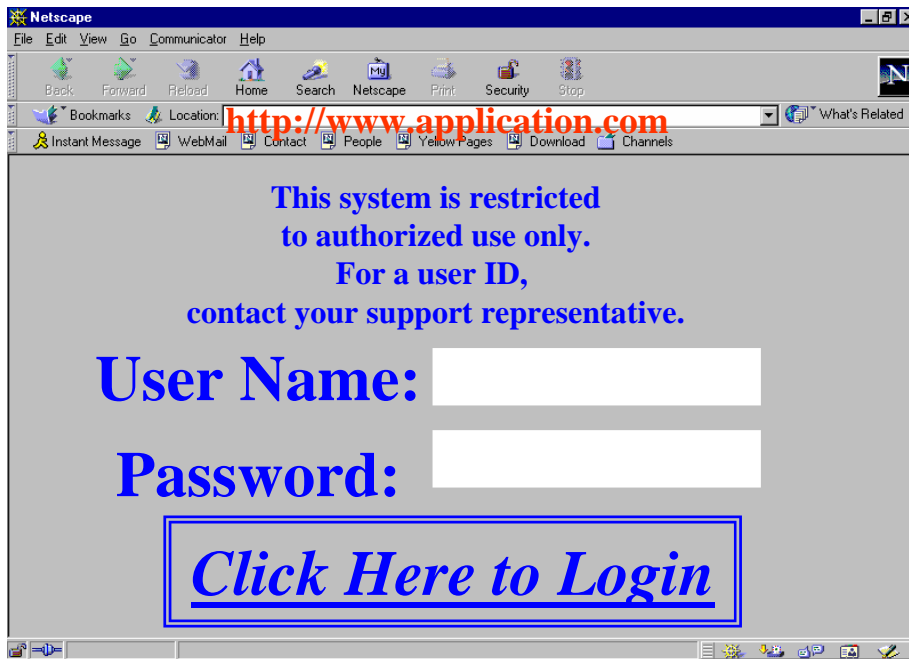 Netscape
File Edit View Go Communicator Help
Back Forward Reload Home Search Netscape Print Security Stop
Bookmarks Location: http://www.application.com What's Related
Instant Message WebMail Contact People Yellow Pages Download Channels
This system is restricted
to authorized use only.
For a user ID,
contact your support representative.
User Name:
Password:
Click Here to Login